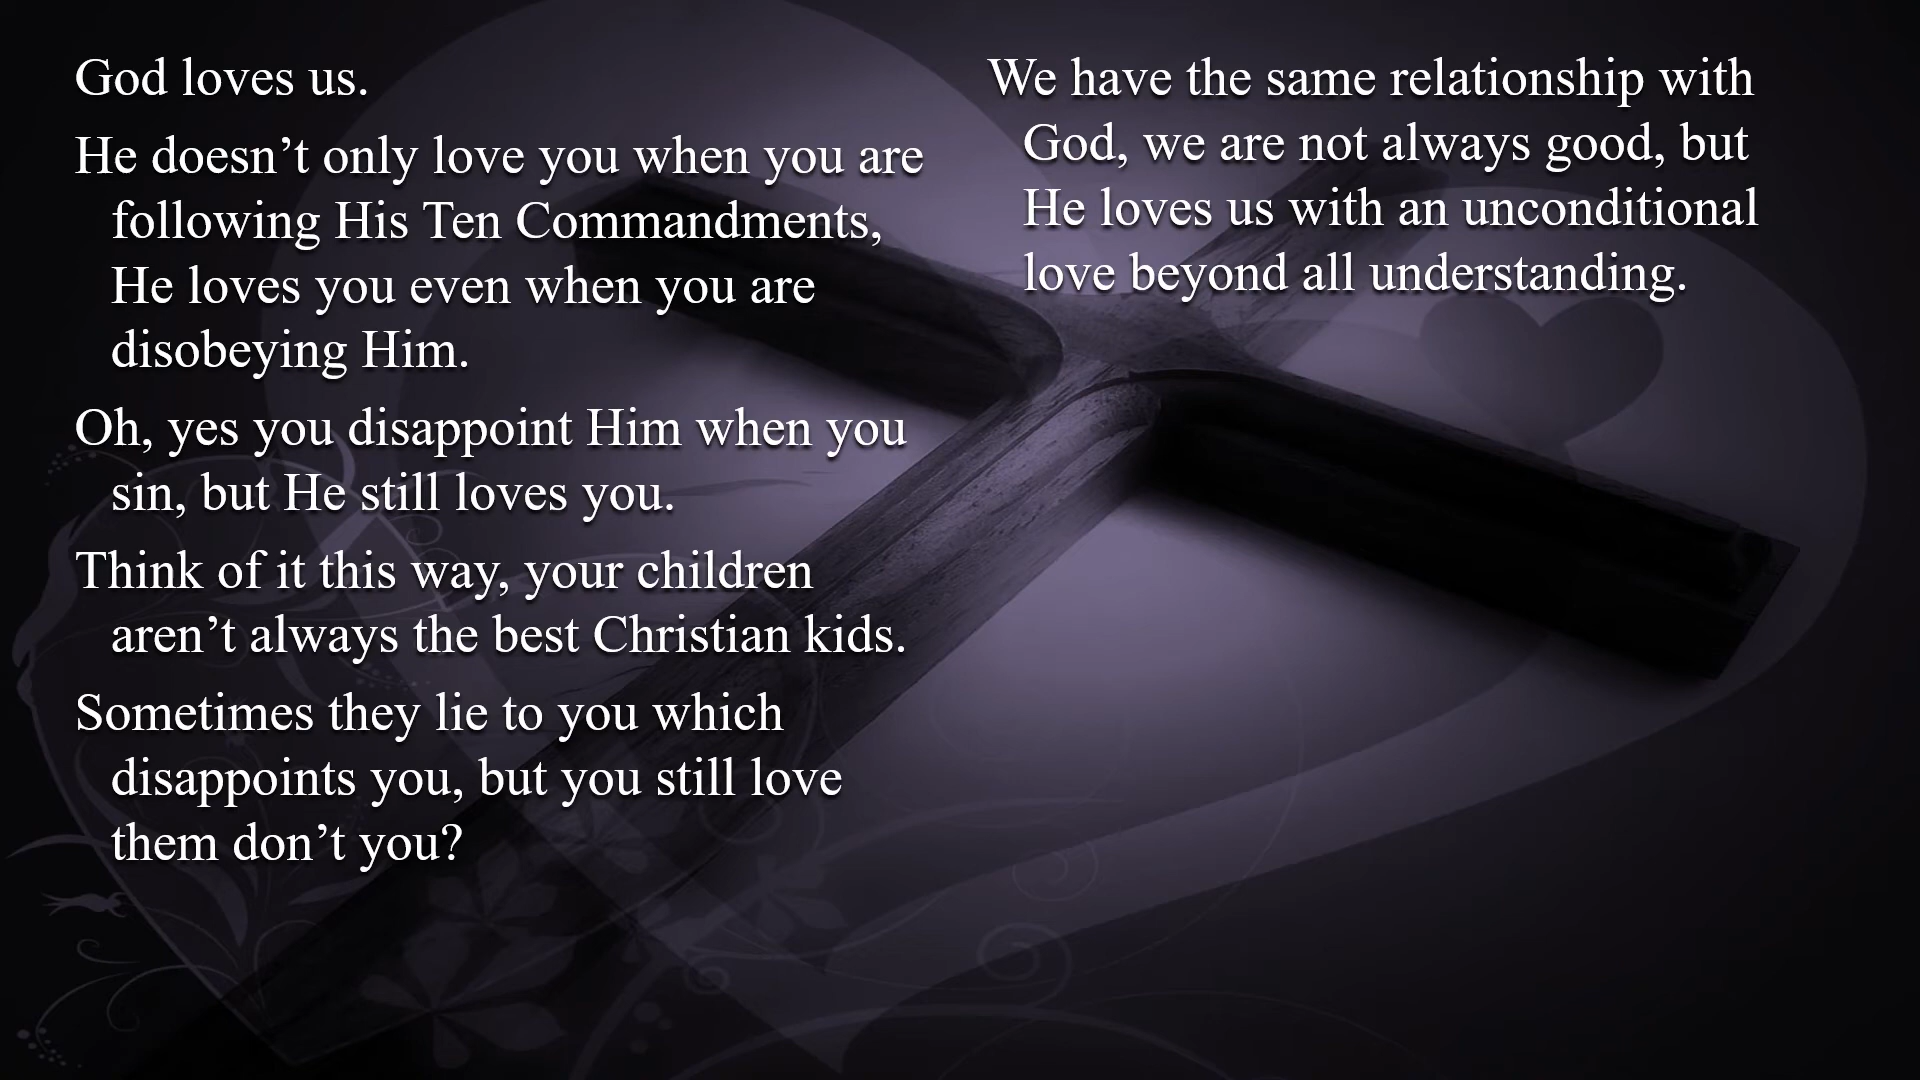 God loves us.
He doesn’t only love you when you are
following His Ten Commandments,
He loves you even when you are
disobeying Him.
Oh, yes you disappoint Him when you
sin, but He still loves you.
Think of it this way, your children
aren’t always the best Christian kids.
Sometimes they lie to you which
disappoints you, but you still love
them don’t you?
We have the same relationship with
God, we are not always good, but
He loves us with an unconditional
love beyond all understanding.